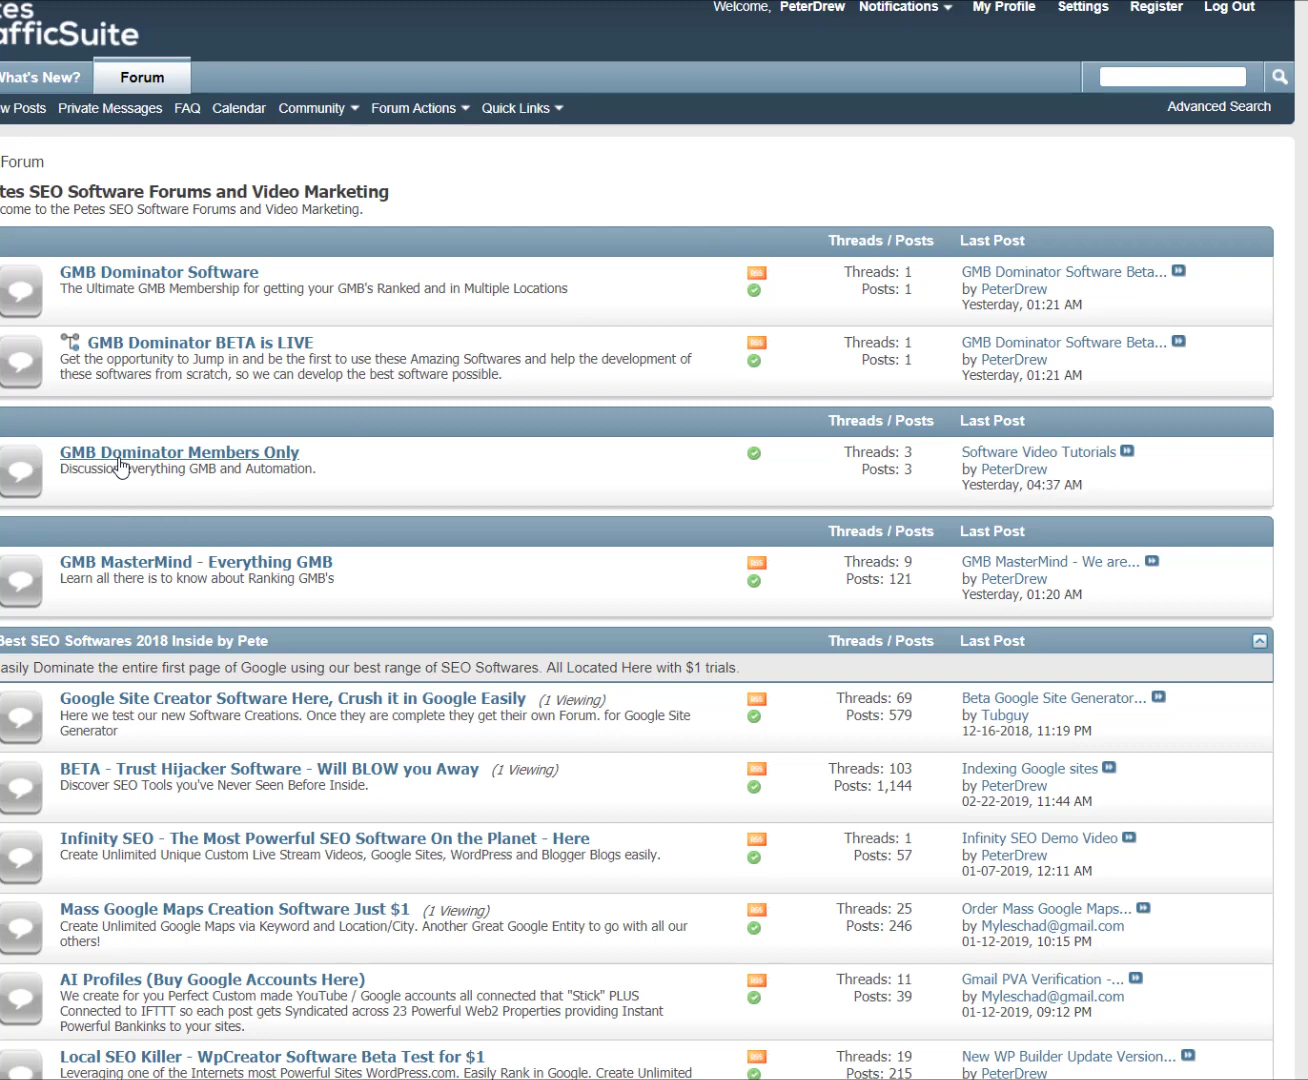 tes
afficSuite
Welcome, PeterDrew Notifications My Profile Settings Register Log Out
What's New? Forum
w Posts Private Messages FAQ Calendar Community Forum Actions Quick Links Advanced Search
Forum
tes SEO Software Forums and Video Marketing
come to the Petes SEO Software Forums and Video Marketing.
Threads / Posts Last Post
GMB Dominator Software
The Ultimate GMB Membership for getting your GMB's Ranked and in Multiple Locations
Threads: 1
Posts: 1
GMB Dominator Software Beta...
by PeterDrew
Yesterday, 01:21 AM
GMB Dominator BETA is LIVE
Get the opportunity to Jump in and be the first to use these Amazing Softwares and help the development of
these softwares from scratch, so we can develop the best software possible.
Threads: 1
Posts: 1
GMB Dominator Software Beta...
by PeterDrew
Yesterday, 01:21 AM
Threads / Posts Last Post
GMB Dominator Members Only
Discussion everything GMB and Automation.
Threads: 3
Posts: 3
Software Video Tutorials
by PeterDrew
Yesterday, 04:37 AM
Threads / Posts Last Post
GMB MasterMind - Everything GMB
Learn all there is to know about Ranking GMB's
Threads: 9
Posts: 121
GMB MasterMind - We are...
by PeterDrew
Yesterday, 01:20 AM
Best SEO Softwares 2018 Inside by Pete Threads / Posts Last Post
asily Dominate the entire first page of Google using our best range of SEO Softwares. All Located Here with $1 trials.
Google Site Creator Software Here, Crush it in Google Easily (1 Viewing)
Here we test our new Software Creations. Once they are complete they get their own Forum. for Google Site
Generator
Threads: 69
Posts: 579
Beta Google Site Generator...
by Tubguy
12-16-2018, 11:19 PM
BETA - Trust Hijacker Software - Will BLOW you Away (1 Viewing)
Discover SEO Tools you've Never Seen Before Inside.
Threads: 103
Posts: 1,144
Indexing Google sites
by PeterDrew
02-22-2019, 11:44 AM
Infinity SEO - The Most Powerful SEO Software On the Planet - Here
Create Unlimited Unique Custom Live Stream Videos, Google Sites, WordPress and Blogger Blogs easily.
Threads: 1
Posts: 57
Infinity SEO Demo Video
by PeterDrew
01-07-2019, 12:11 AM
Mass Google Maps Creation Software Just $1 (1 Viewing)
Create Unlimited Google Maps via Keyword and Location/City. Another Great Google Entity to go with all our
others!
Threads: 25
Posts: 246
Order Mass Google Maps...
by Myleschad@gmail.com
01-12-2019, 10:15 PM
AI Profiles (Buy Google Accounts Here)
We create for you Perfect Custom made YouTube / Google accounts all connected that "Stick" PLUS
Connected to IFTTT so each post gets Syndicated across 23 Powerful Web2 Properties providing Instant
Powerful Bankinks to your sites.
Threads: 11
Posts: 39
Gmail PVA Verification -...
by Myleschad@gmail.com
01-12-2019, 09:12 PM
Local SEO Killer - WpCreator Software Beta Test for $1
Leveraging one of the Internets most Powerful Sites WordPress.com. Easily Rank in Google. Create Unlimited
Threads: 19
Posts: 215
New WP Builder Update Version...
by PeterDrew